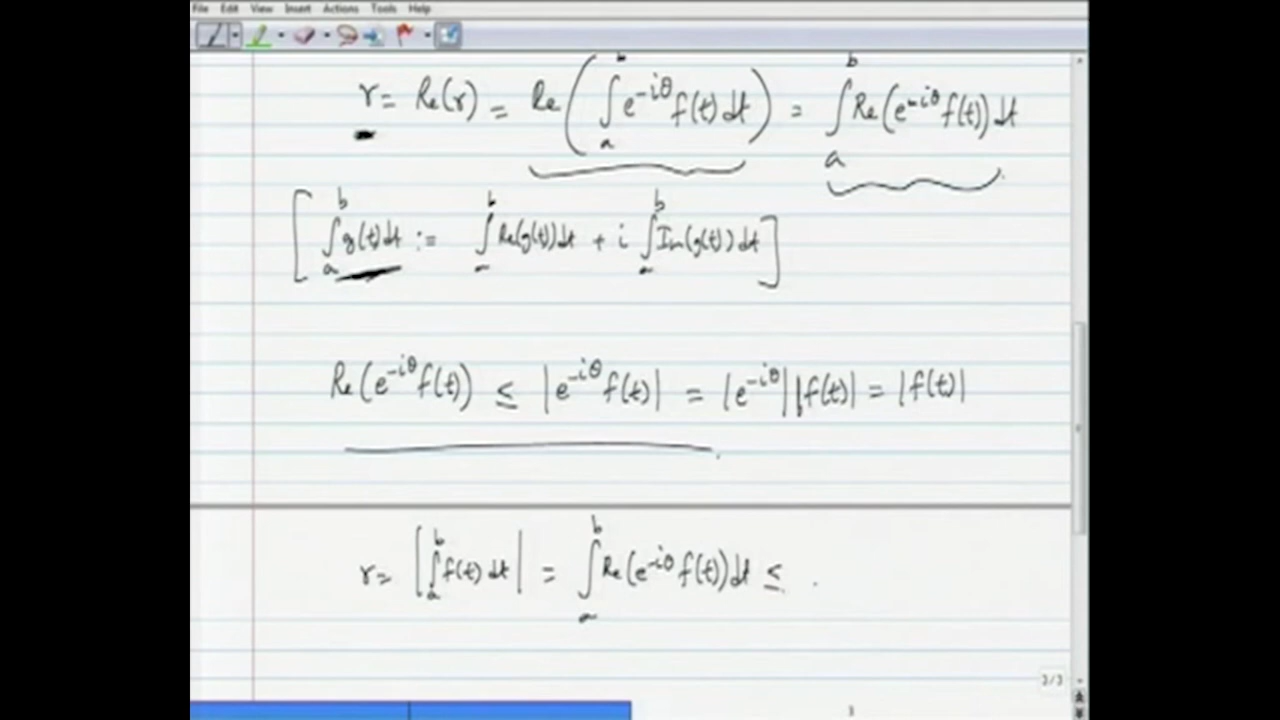 File Edit View Insert Actions Tools Help
r = Re(r) = Re( ∫_a^b e^{-iθ} f(t) dt ) = ∫_a^b Re(e^{-iθ} f(t)) dt
[ ∫_a^b g(t) dt := ∫_a^b Re(g(t)) dt + i ∫_a^b Im(g(t)) dt ]
Re(e^{-iθ} f(t)) ≤ |e^{-iθ} f(t)| = |e^{-iθ}| |f(t)| = |f(t)|
r = | ∫_a^b f(t) dt | = ∫_a^b Re(e^{-iθ} f(t)) dt ≤
3/3